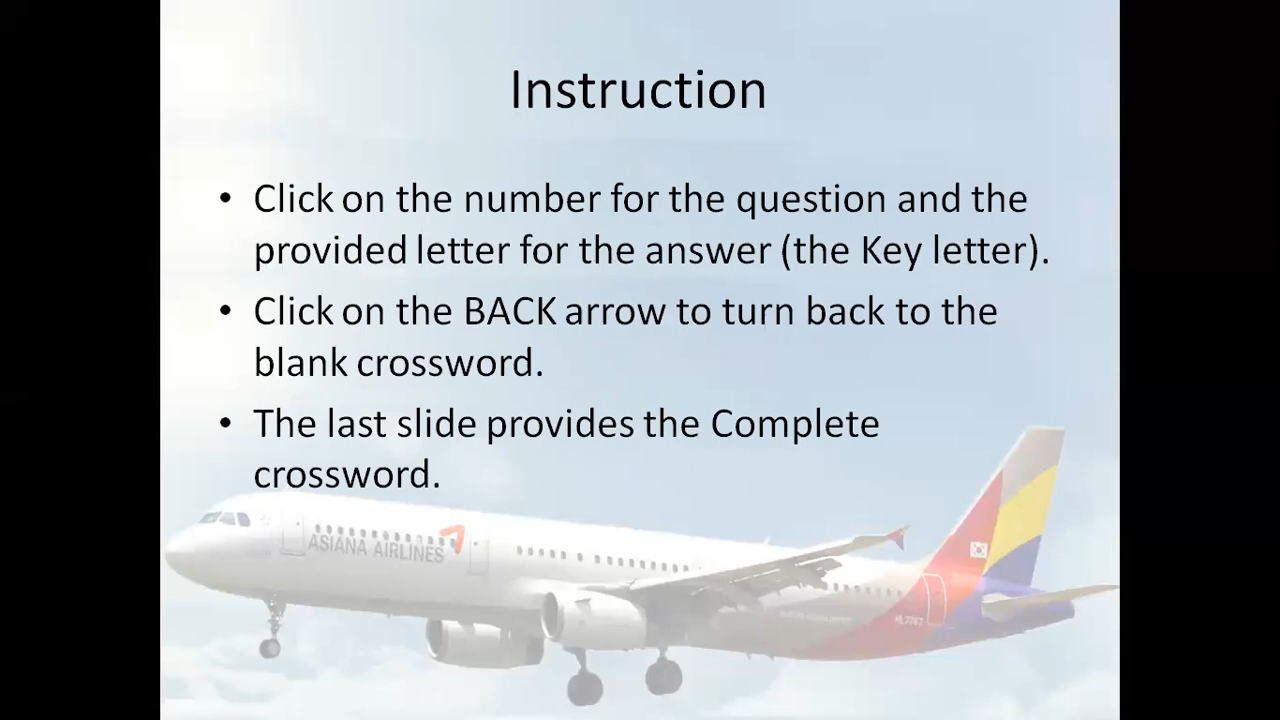 Instruction
• Click on the number for the question and the
provided letter for the answer (the Key letter).
• Click on the BACK arrow to turn back to the
blank crossword.
• The last slide provides the Complete
crossword.
ASIANA AIRLINES